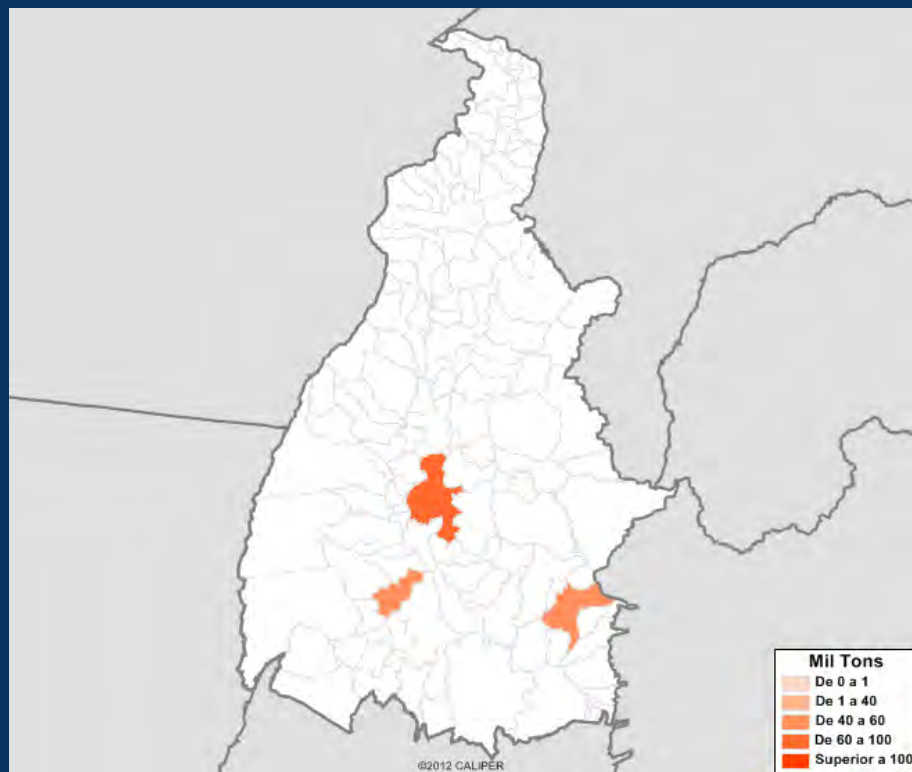 Mil Tons
De 0 a 1
De 1 a 40
De 40 a 60
De 60 a 100
Superior a 100
©2012 CALIPER